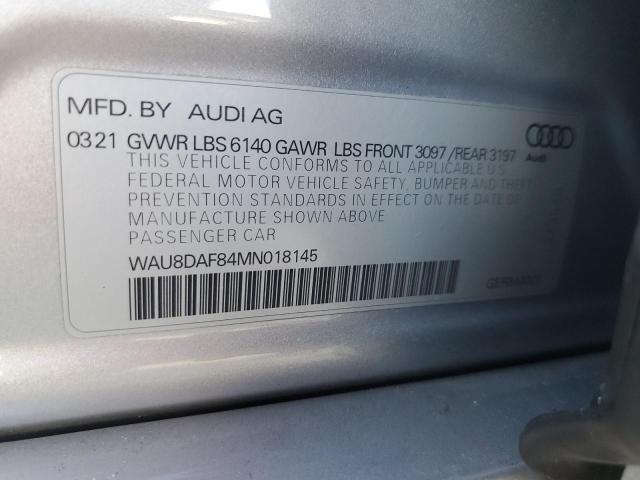 MFD. BY AUDI AG
0321 GVWR LBS 6140 GAWR LBS FRONT 3097 / REAR 3197
Audi
THIS VEHICLE CONFORMS TO ALL APPLICABLE U.S.
FEDERAL MOTOR VEHICLE SAFETY, BUMPER AND THEFT
PREVENTION STANDARDS IN EFFECT ON THE DATE OF
MANUFACTURE SHOWN ABOVE
PASSENGER CAR
WAU8DAF84MN018145
GERMANY